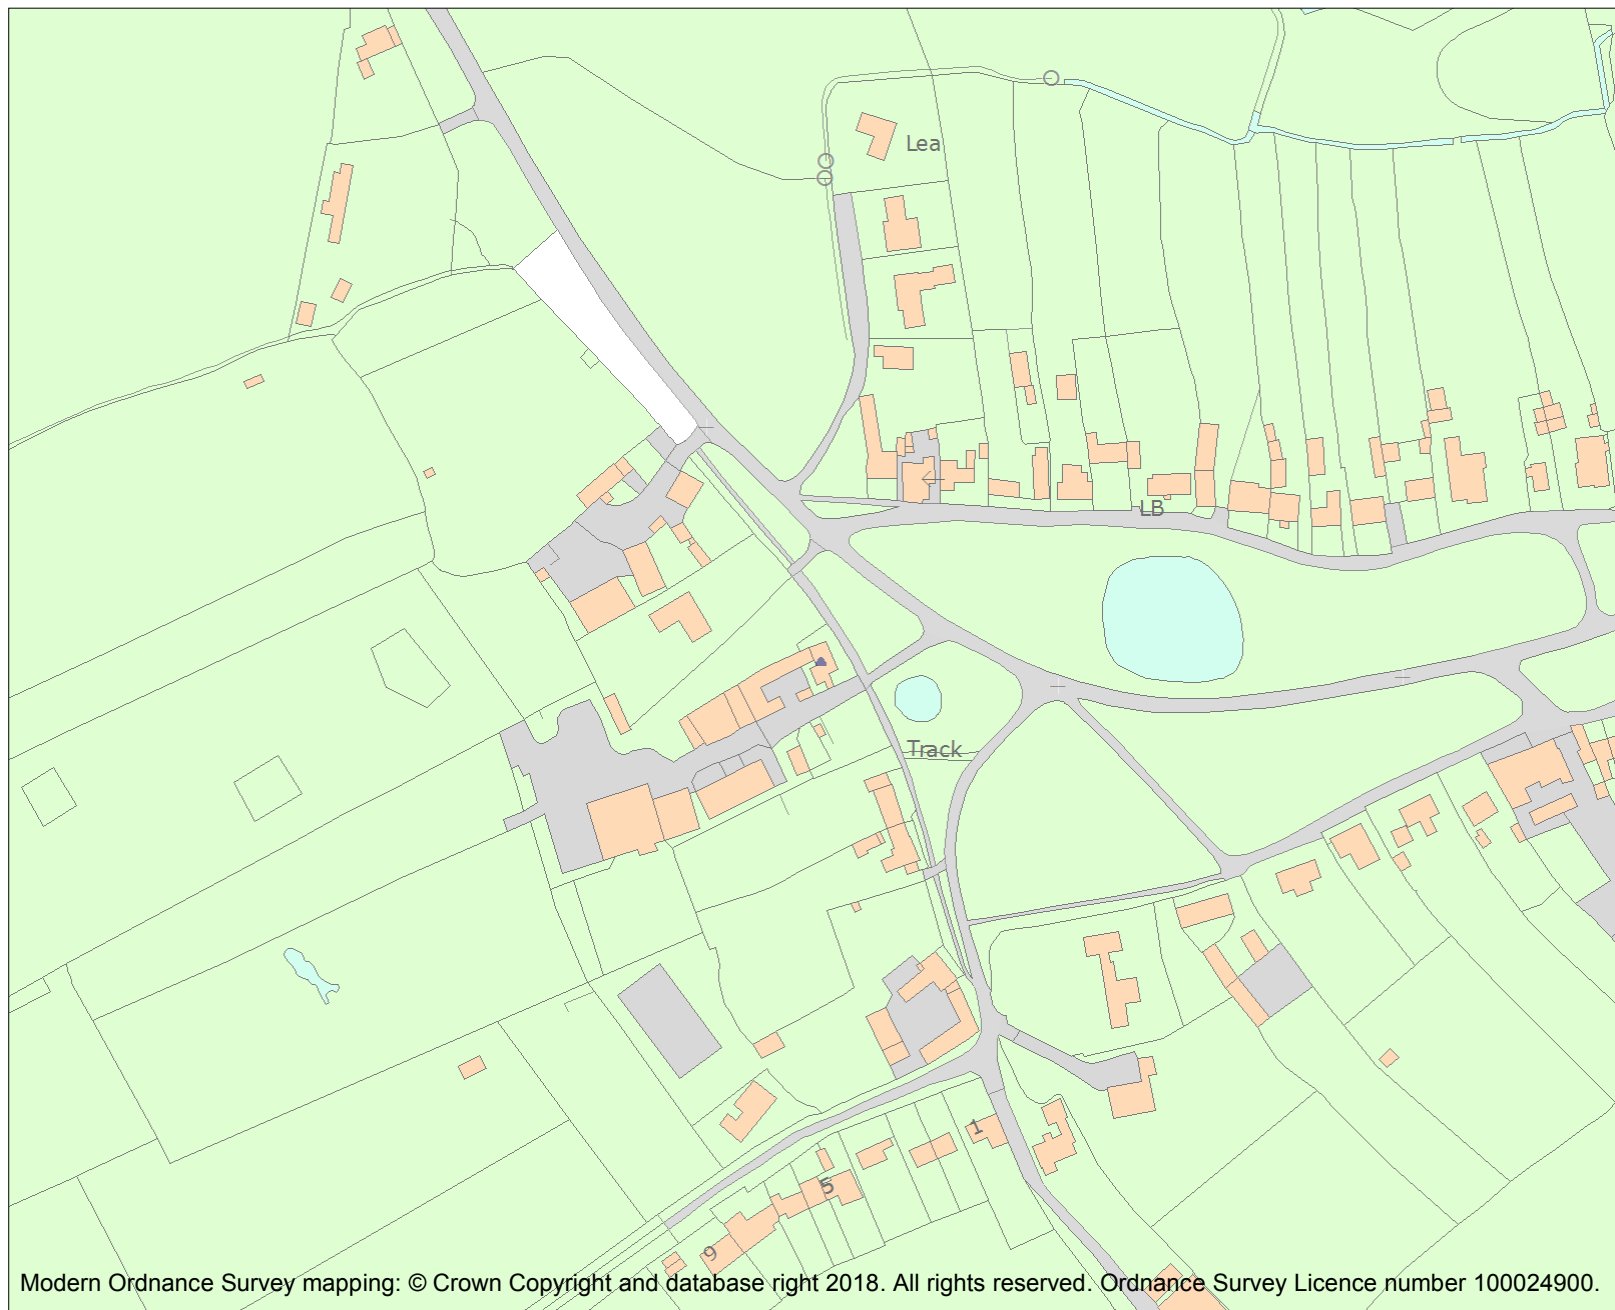 Lea
LB
Track
1
5
9
Modern Ordnance Survey mapping: © Crown Copyright and database right 2018. All rights reserved. Ordnance Survey Licence number 100024900.